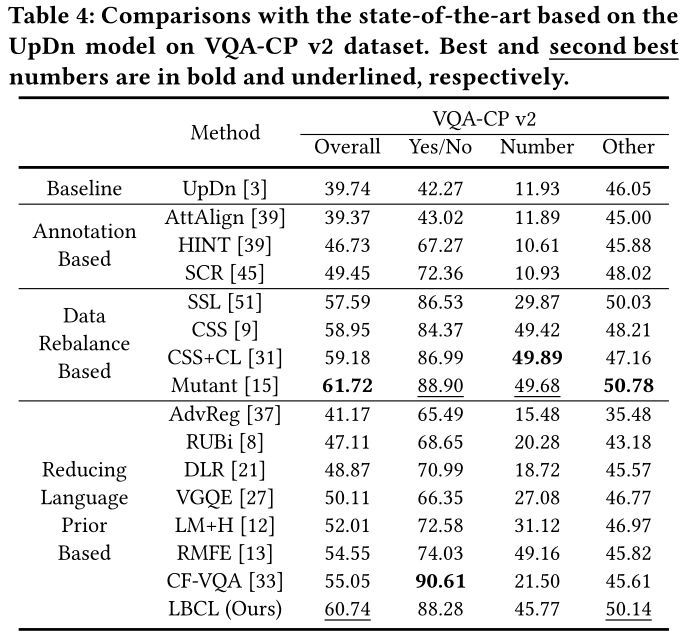 Table 4: Comparisons with the state-of-the-art based on the
UpDn model on VQA-CP v2 dataset. Best and second best
numbers are in bold and underlined, respectively.
Method VQA-CP v2
Overall Yes/No Number Other
Baseline UpDn [3] 39.74 42.27 11.93 46.05
Annotation Based AttAlign [39] 39.37 43.02 11.89 45.00
HINT [39] 46.73 67.27 10.61 45.88
SCR [45] 49.45 72.36 10.93 48.02
Data Rebalance Based SSL [51] 57.59 86.53 29.87 50.03
CSS [9] 58.95 84.37 49.42 48.21
CSS+CL [31] 59.18 86.99 49.89 47.16
Mutant [15] 61.72 88.90 49.68 50.78
Reducing Language Prior Based AdvReg [37] 41.17 65.49 15.48 35.48
RUBi [8] 47.11 68.65 20.28 43.18
DLR [21] 48.87 70.99 18.72 45.57
VGQE [27] 50.11 66.35 27.08 46.77
LM+H [12] 52.01 72.58 31.12 46.97
RMFE [13] 54.55 74.03 49.16 45.82
CF-VQA [33] 55.05 90.61 21.50 45.61
LBCL (Ours) 60.74 88.28 45.77 50.14